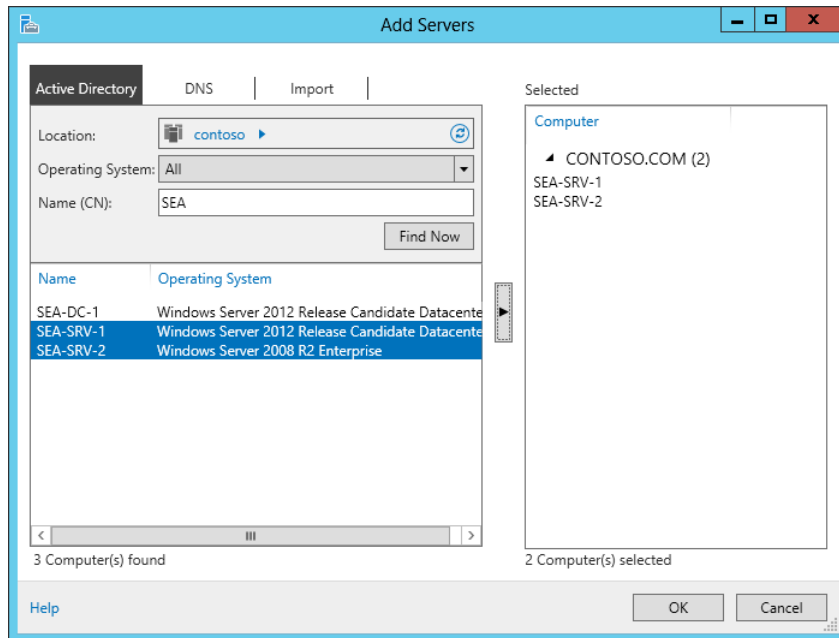 Add Servers
Active Directory DNS Import
Location: contoso
Operating System: All
Name (CN): SEA
Find Now
Name Operating System
SEA-DC-1 Windows Server 2012 Release Candidate Datacente
SEA-SRV-1 Windows Server 2012 Release Candidate Datacente
SEA-SRV-2 Windows Server 2008 R2 Enterprise
3 Computer(s) found
Selected
Computer
CONTOSO.COM (2)
SEA-SRV-1
SEA-SRV-2
2 Computer(s) selected
Help OK Cancel